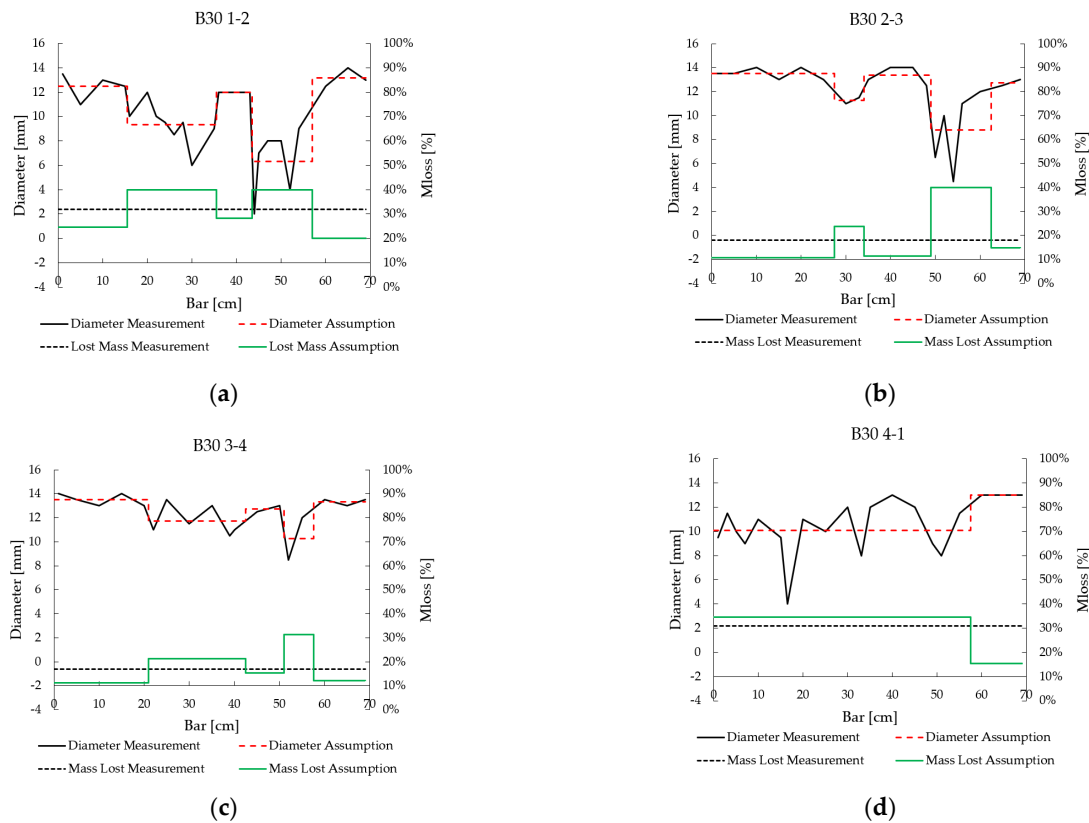 B30 1-2
16
14
12
10
8
6
4
2
0
-2
-4
Diameter [mm]
100%
90%
80%
70%
60%
50%
40%
30%
20%
10%
0%
Mloss [%]
0 10 20 30 40 50 60 70
Bar [cm]
Diameter Measurement Diameter Assumption
Lost Mass Measurement Lost Mass Assumption
(a)
B30 2-3
16
14
12
10
8
6
4
2
0
-2
-4
Diameter [mm]
100%
90%
80%
70%
60%
50%
40%
30%
20%
10%
0%
Mloss [%]
0 10 20 30 40 50 60 70
Bar [cm]
Diameter Measurement Diameter Assumption
Mass Lost Measurement Mass Lost Assumption
(b)
B30 3-4
16
14
12
10
8
6
4
2
0
-2
-4
Diameter [mm]
100%
90%
80%
70%
60%
50%
40%
30%
20%
10%
0%
Mloss [%]
0 10 20 30 40 50 60 70
Bar [cm]
Diameter Measurement Diameter Assumption
Mass Lost Measurement Mass Lost Assumption
(c)
B30 4-1
16
14
12
10
8
6
4
2
0
-2
-4
Diameter [mm]
100%
90%
80%
70%
60%
50%
40%
30%
20%
10%
0%
Mloss [%]
0 10 20 30 40 50 60 70
Bar [cm]
Diameter Measurement Diameter Assumption
Mass Lost Measurement Mass Lost Assumption
(d)